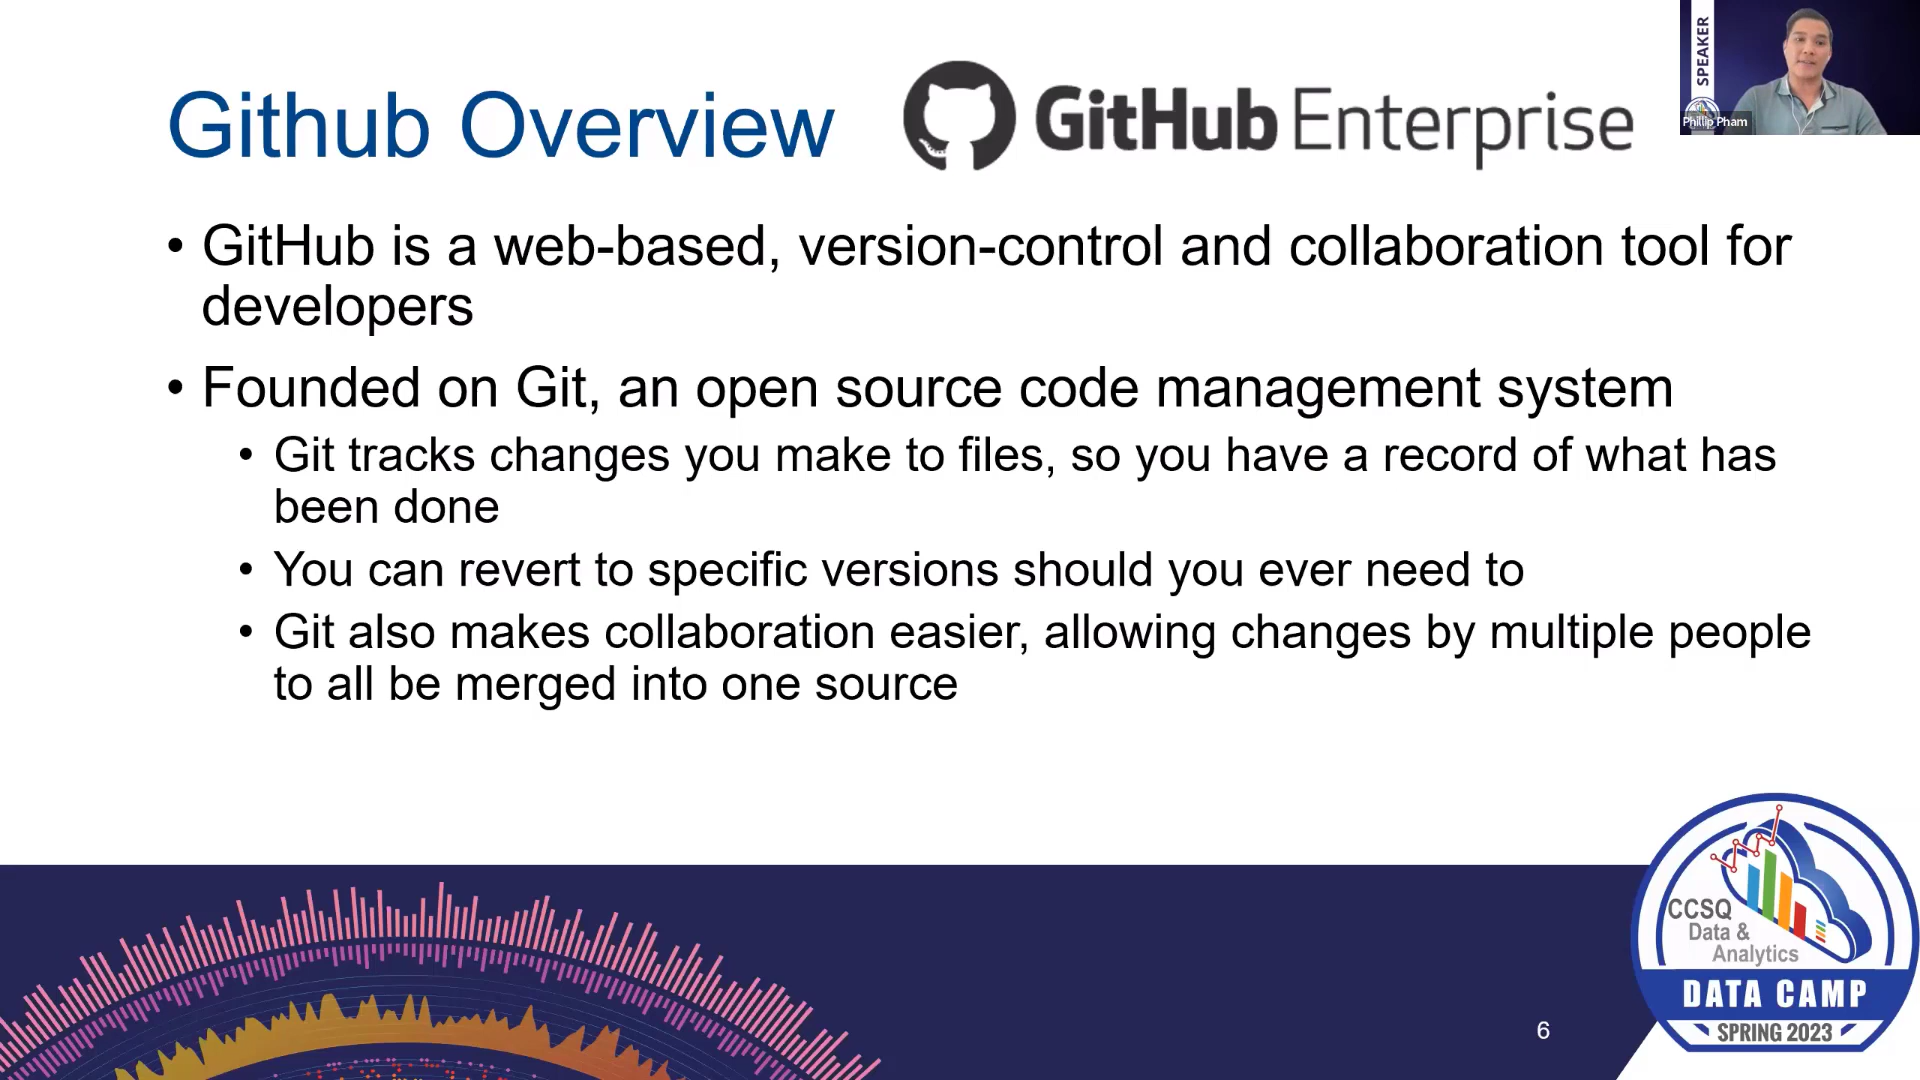 SPEAKER
Phillip Pham
Github Overview
GitHub Enterprise
• GitHub is a web-based, version-control and collaboration tool for
developers
• Founded on Git, an open source code management system
• Git tracks changes you make to files, so you have a record of what has
been done
• You can revert to specific versions should you ever need to
• Git also makes collaboration easier, allowing changes by multiple people
to all be merged into one source
CCSQ
Data &
Analytics
DATA CAMP
SPRING 2023
6